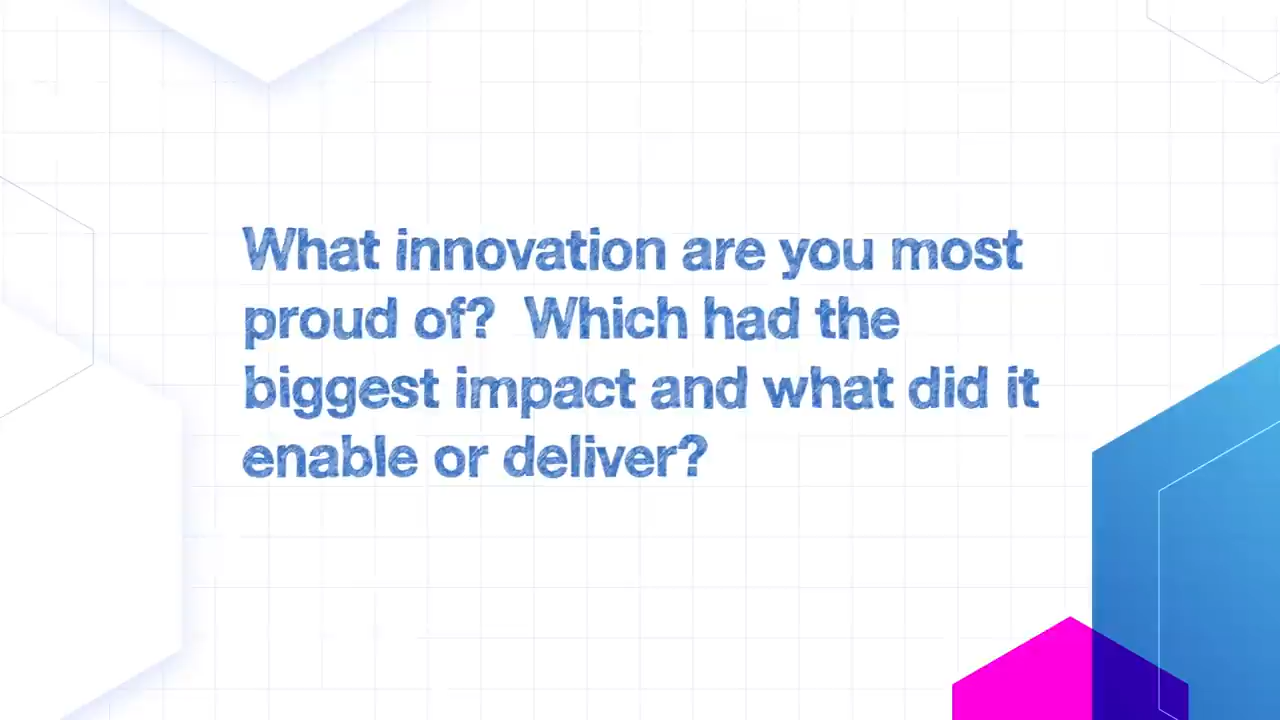 What innovation are you most
proud of?  Which had the
biggest impact and what did it
enable or deliver?